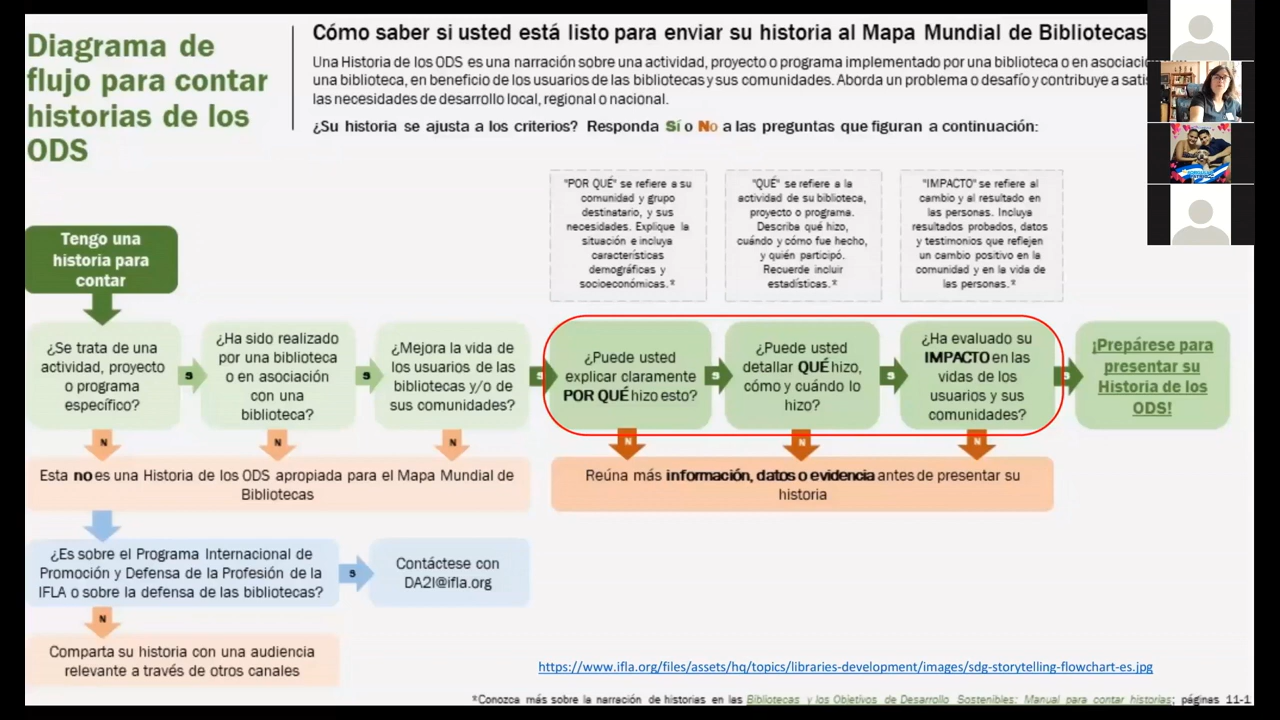 Diagrama de
flujo para contar
historias de los
ODS
Cómo saber si usted está listo para enviar su historia al Mapa Mundial de Bibliotecas
Una Historia de los ODS es una narración sobre una actividad, proyecto o programa implementado por una biblioteca o en
una biblioteca, en beneficio de los usuarios de las bibliotecas y sus comunidades. Aborda un problema o desafío y contribuye a
las necesidades de desarrollo local, regional o nacional.
¿Su historia se ajusta a los criterios? Responda Sí o No a las preguntas que figuran a continuación:
"POR QUÉ" se refiere a su
comunidad y grupo
destinatario, y sus
necesidades. Explique la
situación e incluya
características
demográficas y
socioeconómicas.*
"QUÉ" se refiere a la
actividad de su biblioteca,
proyecto o programa.
Describa qué hizo,
cuándo y cómo fue hecho,
y quién participó.
Recuerde incluir
estadísticas.*
"IMPACTO" se refiere al
cambio y al resultado en
las personas. Incluya
resultados probados, datos
y testimonios que reflejen
un cambio positivo en la
comunidad y en la vida de
las personas.*
Tengo una
historia para
contar
¿Se trata de una
actividad, proyecto
o programa
específico?
S
¿Ha sido realizado
por una biblioteca
o en asociación
con una
biblioteca?
S
¿Mejora la vida de
los usuarios de las
bibliotecas y/o de
sus comunidades?
S
¿Puede usted
explicar claramente
POR QUÉ hizo esto?
S
¿Puede usted
detallar QUÉ hizo,
cómo y cuándo lo
hizo?
S
¿Ha evaluado su
IMPACTO en las
vidas de los
usuarios y sus
comunidades?
S
¡Prepárese para
presentar su
Historia de los
ODS!
N
N
N
N
N
N
Esta no es una Historia de los ODS apropiada para el Mapa Mundial de
Bibliotecas
Reúna más información, datos o evidencia antes de presentar su
historia
¿Es sobre el Programa Internacional de
Promoción y Defensa de la Profesión de la
IFLA o sobre la defensa de las bibliotecas?
S
Contáctese con
DA2I@ifla.org
N
Comparta su historia con una audiencia
relevante a través de otros canales
https://www.ifla.org/files/assets/hq/topics/libraries-development/images/sdg-storytelling-flowchart-es.jpg
*Conozca más sobre la narración de historias en las Bibliotecas y los Objetivos de Desarrollo Sostenibles: Manual para contar historias; páginas 11-1